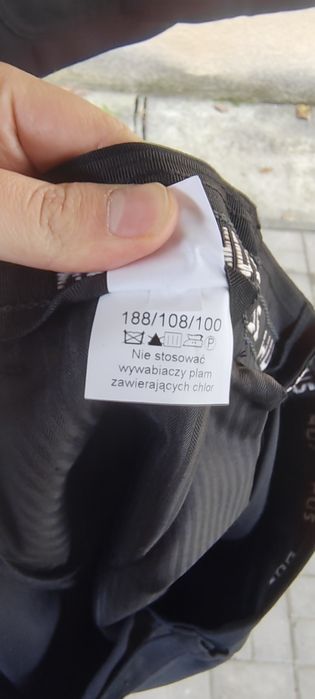 188/108/100
P
Nie stosować
wywabiaczy plam
zawierających chlor